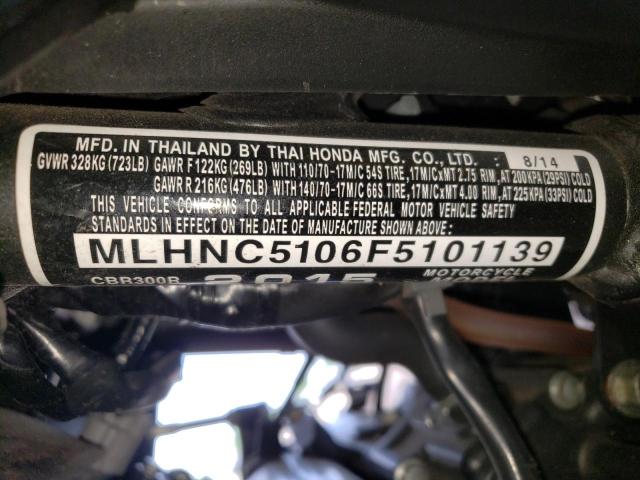 MFD. IN THAILAND BY THAI HONDA MFG. CO., LTD. : 8/14
GVWR 328KG (723LB) GAWR F 122KG (269LB) WITH 110/70-17M/C 54S TIRE, 17M/CxMT 2.75 RIM, AT 200KPA (29PSI) COLD
GAWR R 216KG (476LB) WITH 140/70-17M/C 66S TIRE, 17M/CxMT 4.00 RIM, AT 225KPA (33PSI) COLD
THIS VEHICLE CONFORMS TO ALL APPLICABLE FEDERAL MOTOR VEHICLE SAFETY
STANDARDS IN EFFECT ON THE DATE OF MANUFACTURE SHOWN ABOVE :
MLHNC5106F5101139
CBR300R 2015 MOTORCYCLE